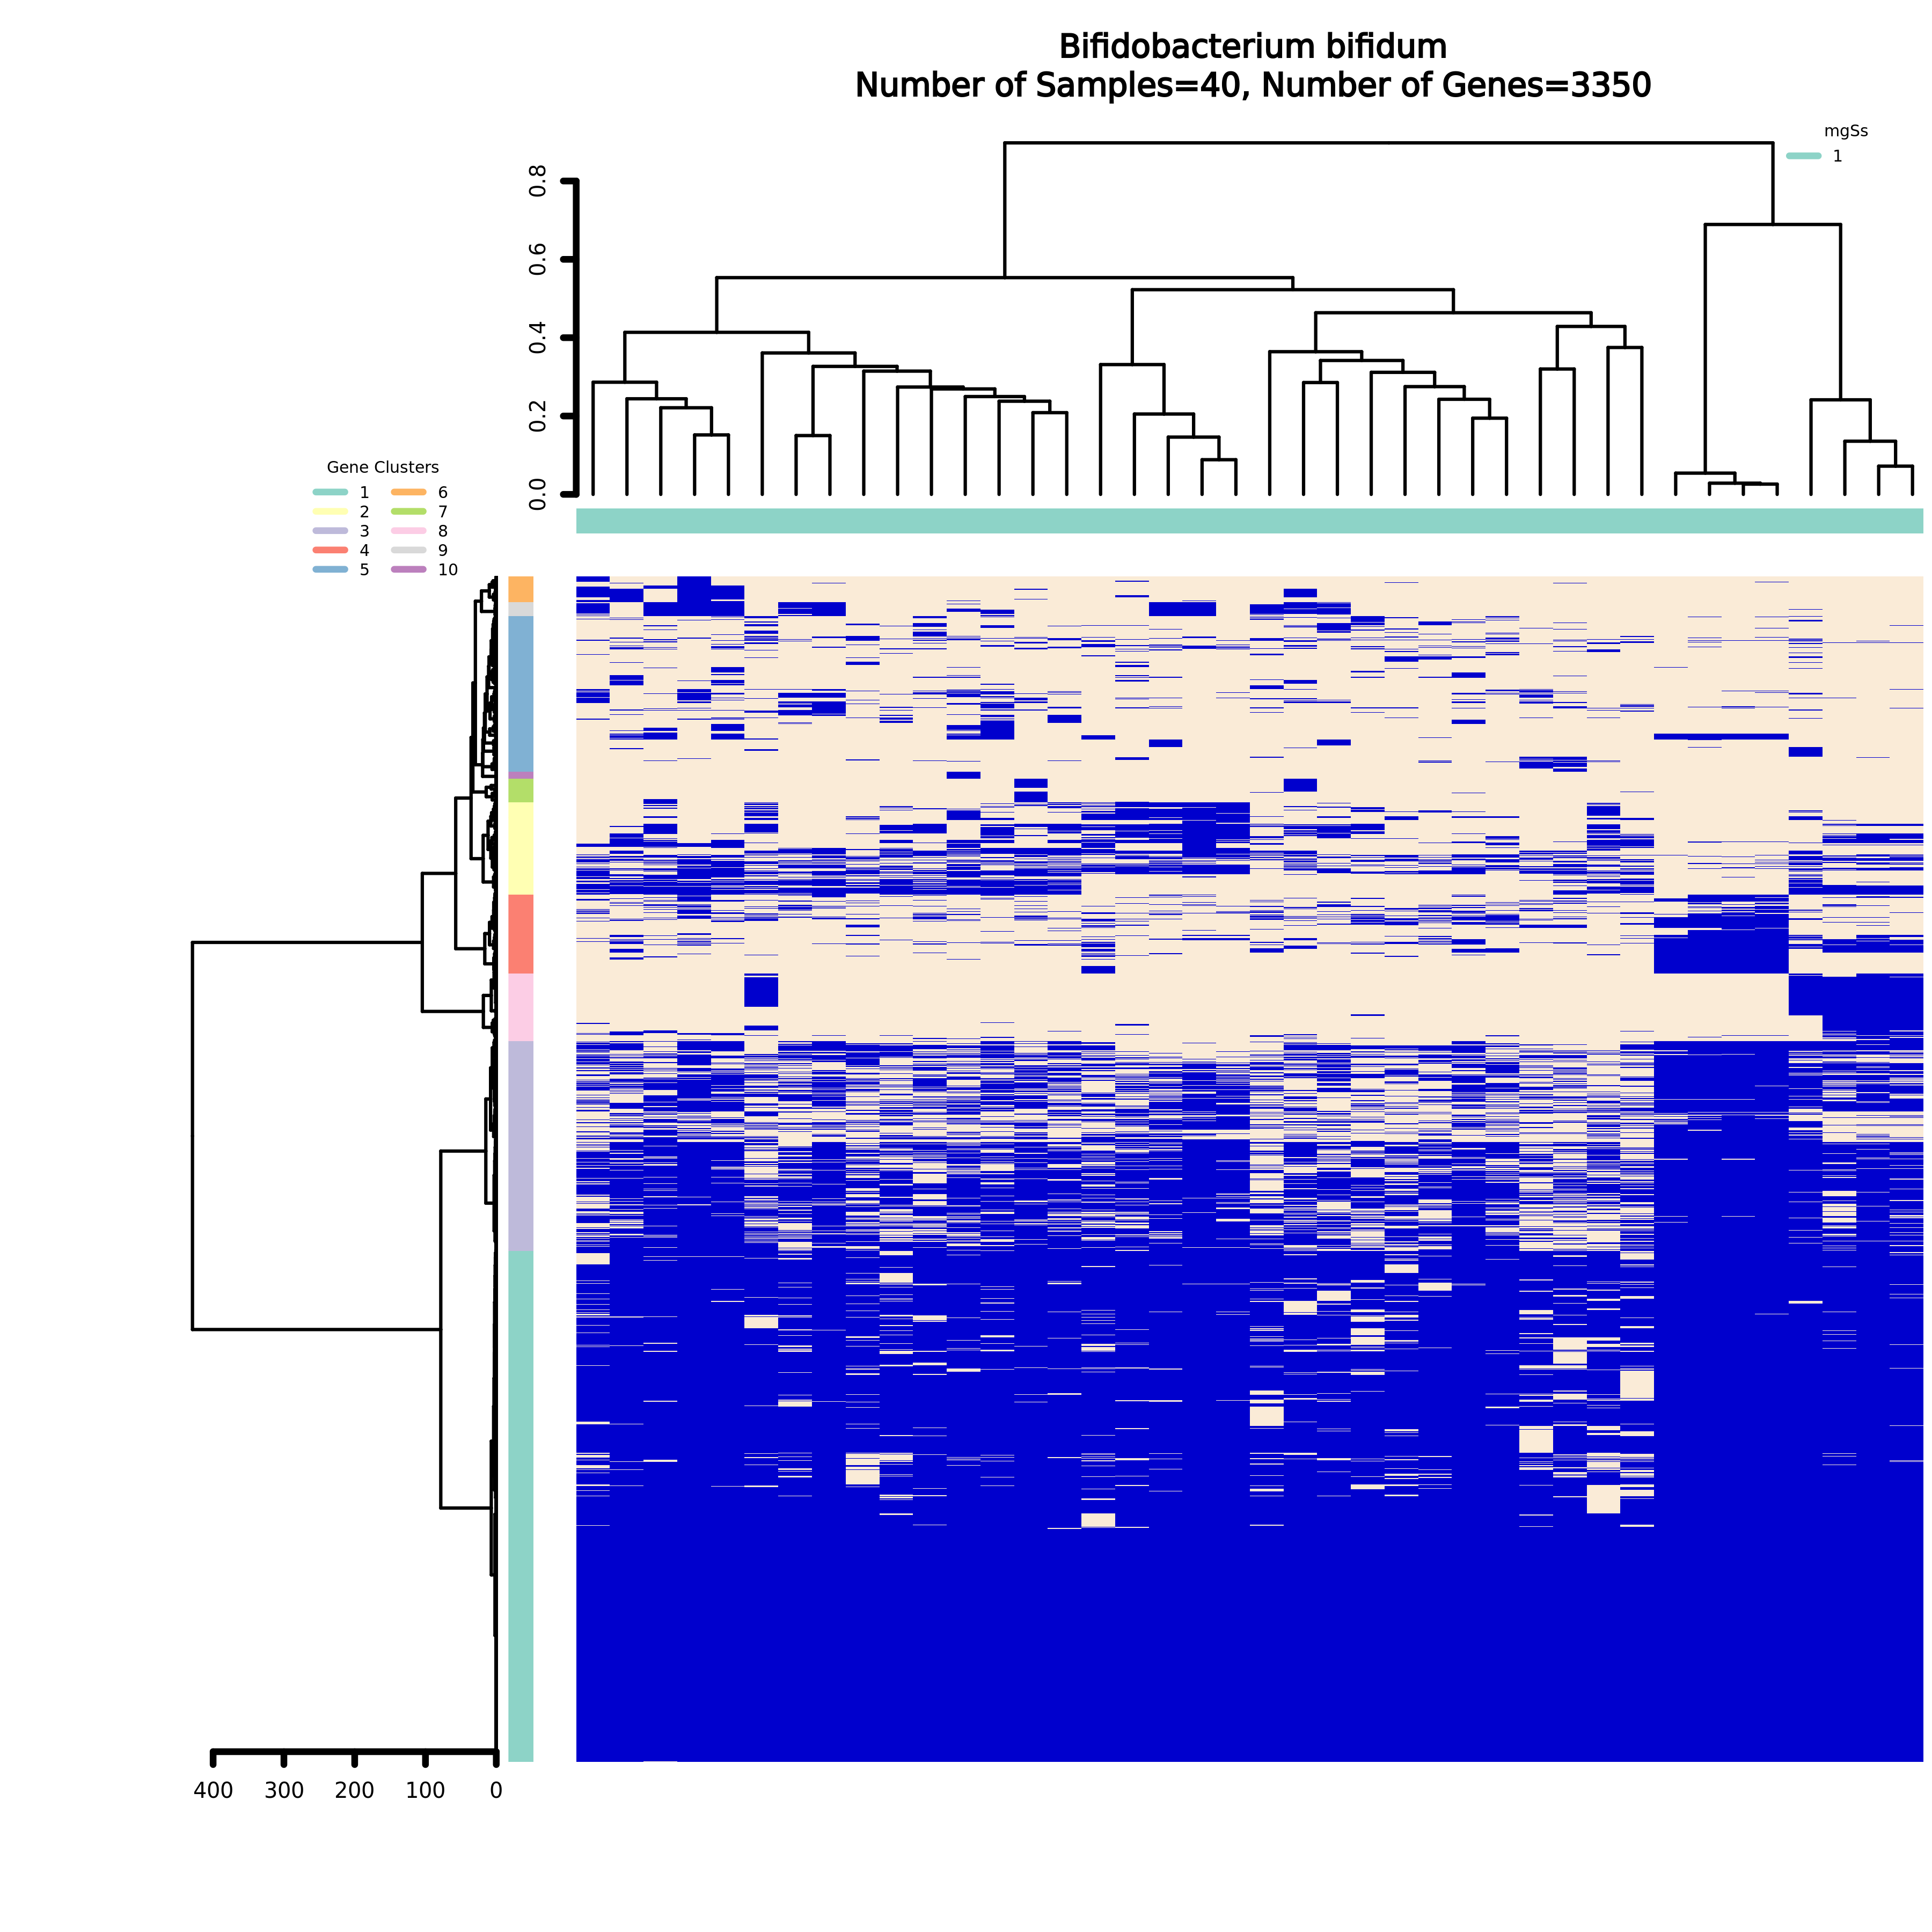 Bifidobacterium bifidum
Number of Samples=40, Number of Genes=3350
mgSs
1
0.8
0.6
0.4
0.2
0.0
Gene Clusters
1 6
2 7
3 8
4 9
5 10
400 300 200 100 0